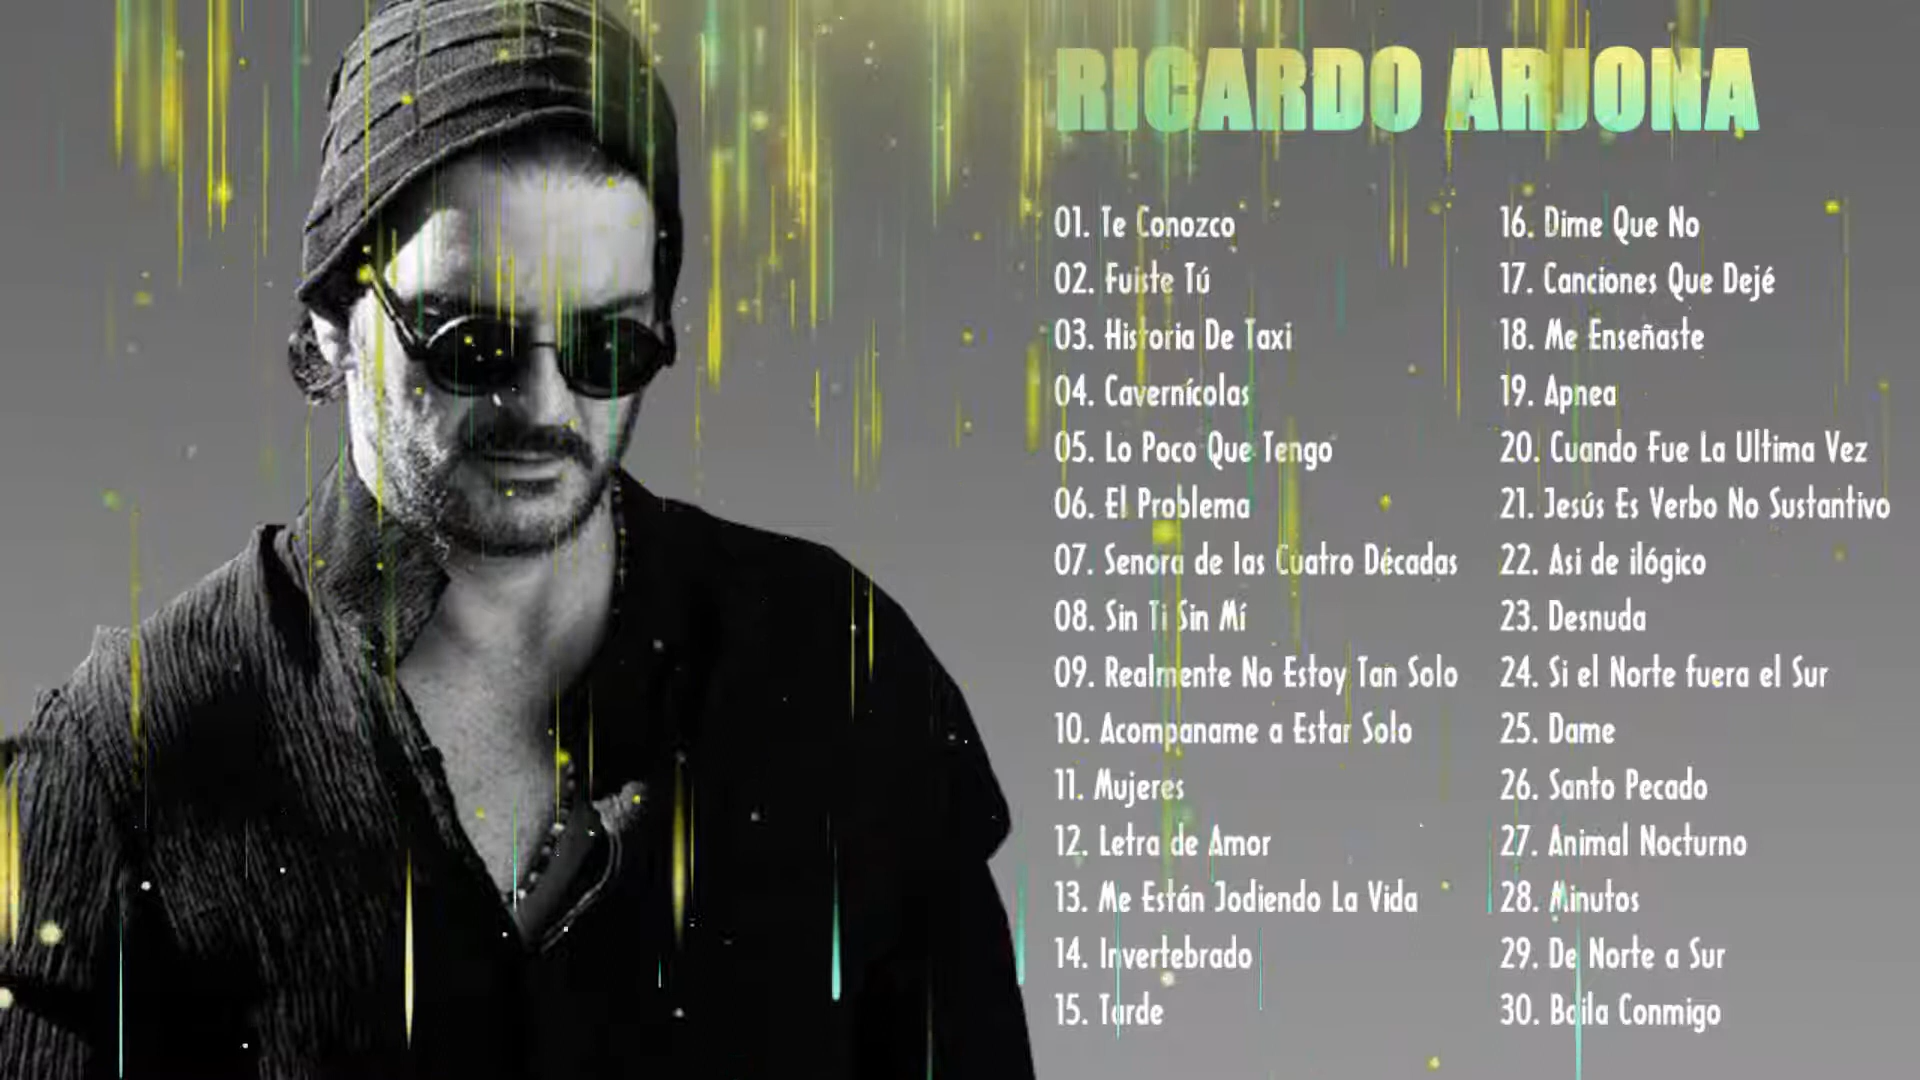 RICARDO ARJONA
01. Te Conozco
02. Fuiste Tú
03. Historia De Taxi
04. Cavernícolas
05. Lo Poco Que Tengo
06. El Problema
07. Senora de las Cuatro Décadas
08. Sin Ti Sin Mí
09. Realmente No Estoy Tan Solo
10. Acompaname a Estar Solo
11. Mujeres
12. Letra de Amor
13. Me Están Jodiendo La Vida
14. Invertebrado
15. Tarde
16. Dime Que No
17. Canciones Que Dejé
18. Me Enseñaste
19. Apnea
20. Cuando Fue La Ultima Vez
21. Jesús Es Verbo No Sustantivo
22. Asi de ilógico
23. Desnuda
24. Si el Norte fuera el Sur
25. Dame
26. Santo Pecado
27. Animal Nocturno
28. Minutos
29. De Norte a Sur
30. Baila Conmigo